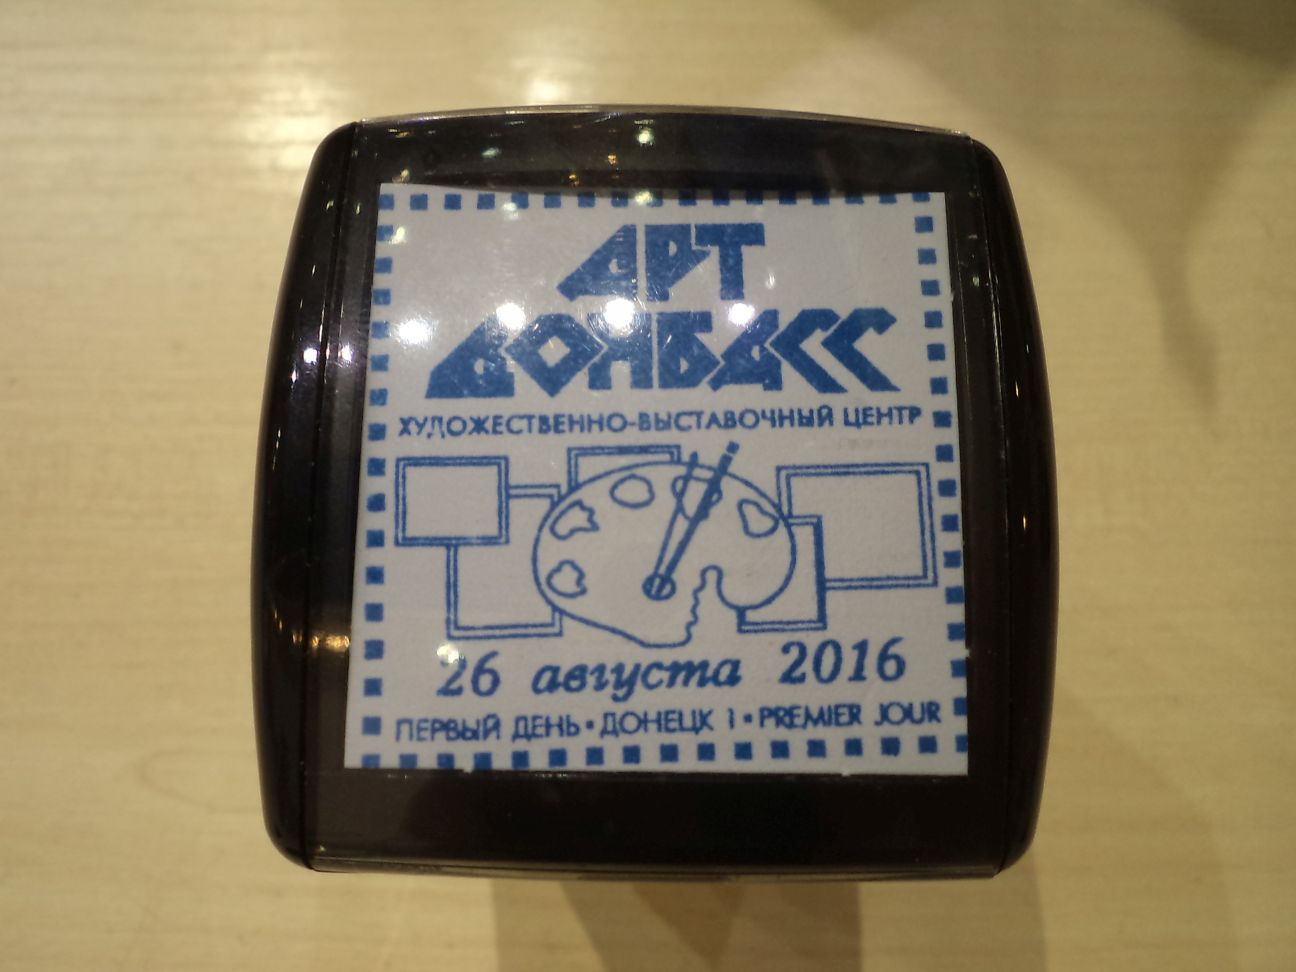 АРТ
ДОНБАСС
ХУДОЖЕСТВЕННО-ВЫСТАВОЧНЫЙ ЦЕНТР
26 августа 2016
ПЕРВЫЙ ДЕНЬ • ДОНЕЦК 1 • PREMIER JOUR